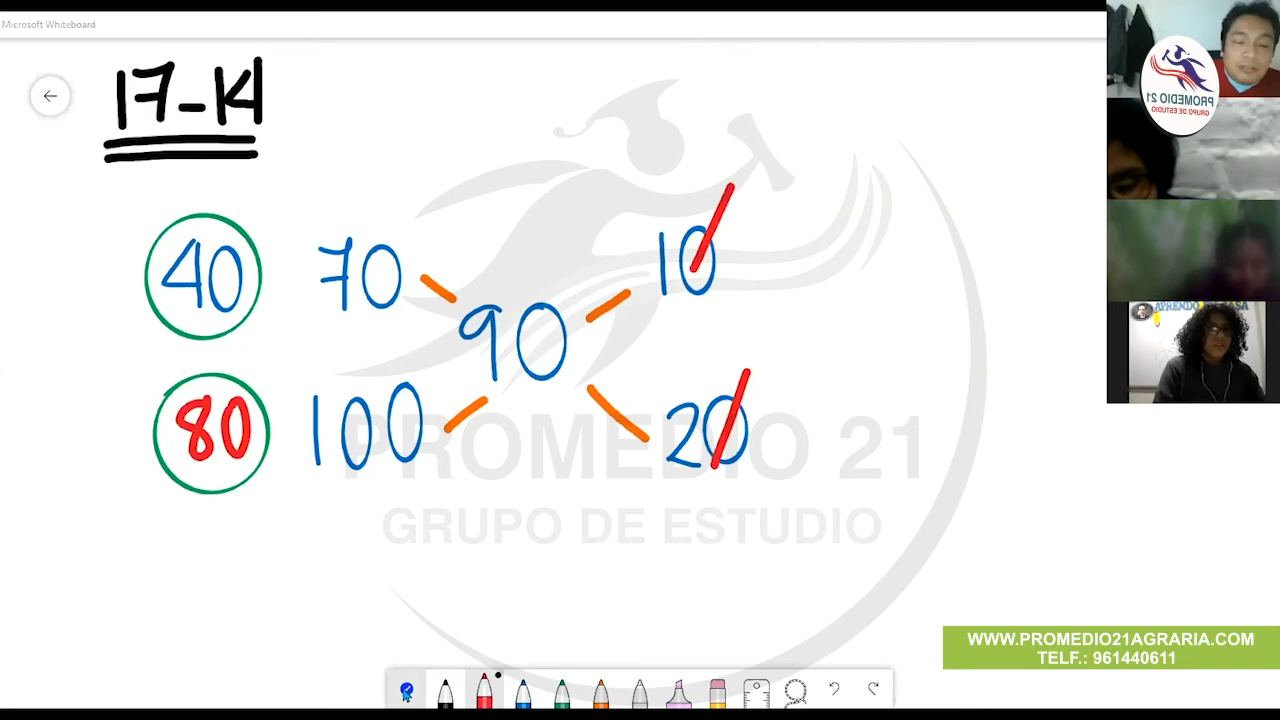 Microsoft Whiteboard
17-14
40 70 10
90
80 100 20
PROMEDIO 21
GRUPO DE ESTUDIO
PROMEDIO 21
GRUPO DE ESTUDIO
WWW.PROMEDIO21AGRARIA.COM
TELF.: 961440611